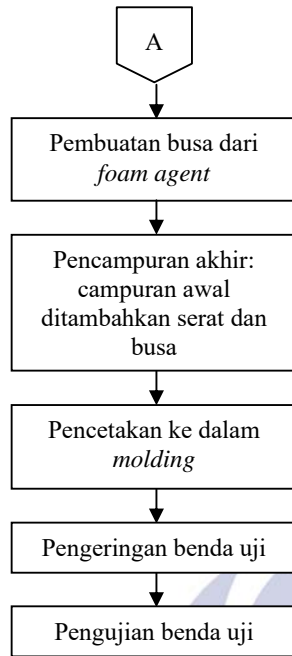 A
Pembuatan busa dari
foam agent
Pencampuran akhir:
campuran awal
ditambahkan serat dan
busa
Pencetakan ke dalam
molding
Pengeringan benda uji
Pengujian benda uji